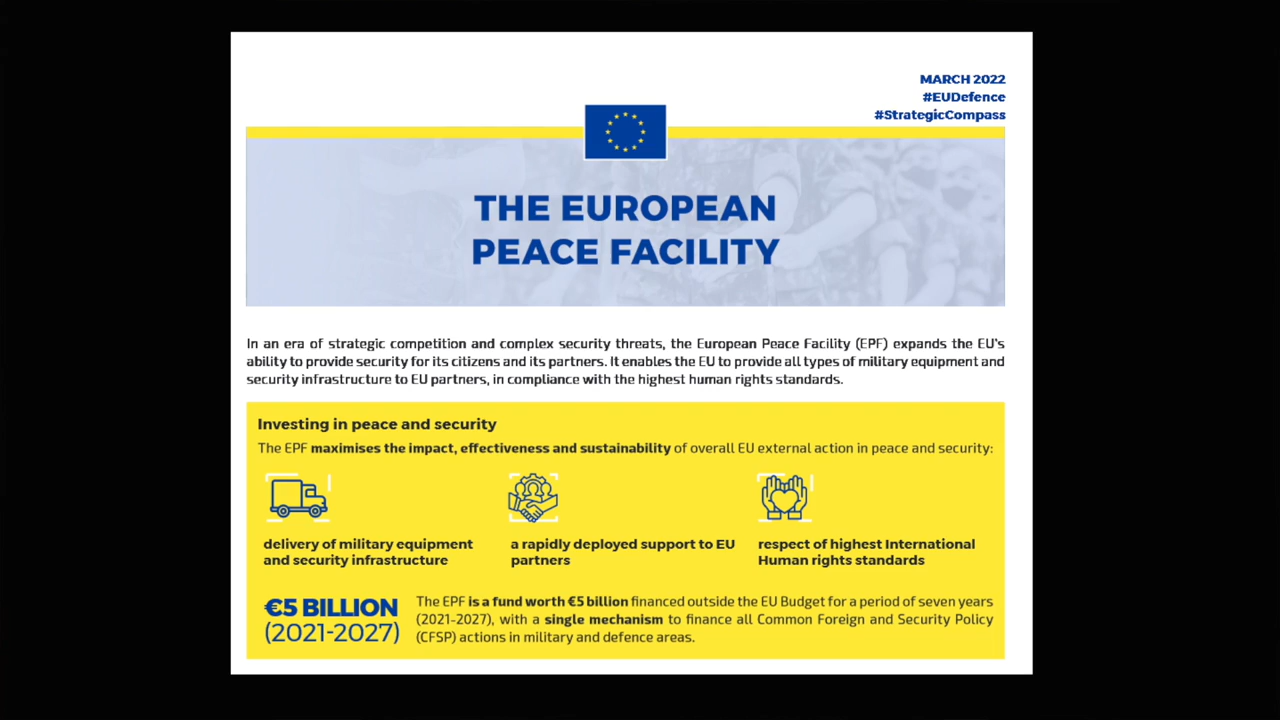 MARCH 2022
#EUDefence
#StrategicCompass
THE EUROPEAN
PEACE FACILITY
In an era of strategic competition and complex security threats, the European Peace Facility (EPF) expands the EU's
ability to provide security for its citizens and its partners. It enables the EU to provide all types of military equipment and
security infrastructure to EU partners, in compliance with the highest human rights standards.
Investing in peace and security
The EPF maximises the impact, effectiveness and sustainability of overall EU external action in peace and security:
delivery of military equipment
and security infrastructure
a rapidly deployed support to EU
partners
respect of highest International
Human rights standards
€5 BILLION
(2021-2027)
The EPF is a fund worth €5 billion financed outside the EU Budget for a period of seven years
(2021-2027), with a single mechanism to finance all Common Foreign and Security Policy
(CFSP) actions in military and defence areas.